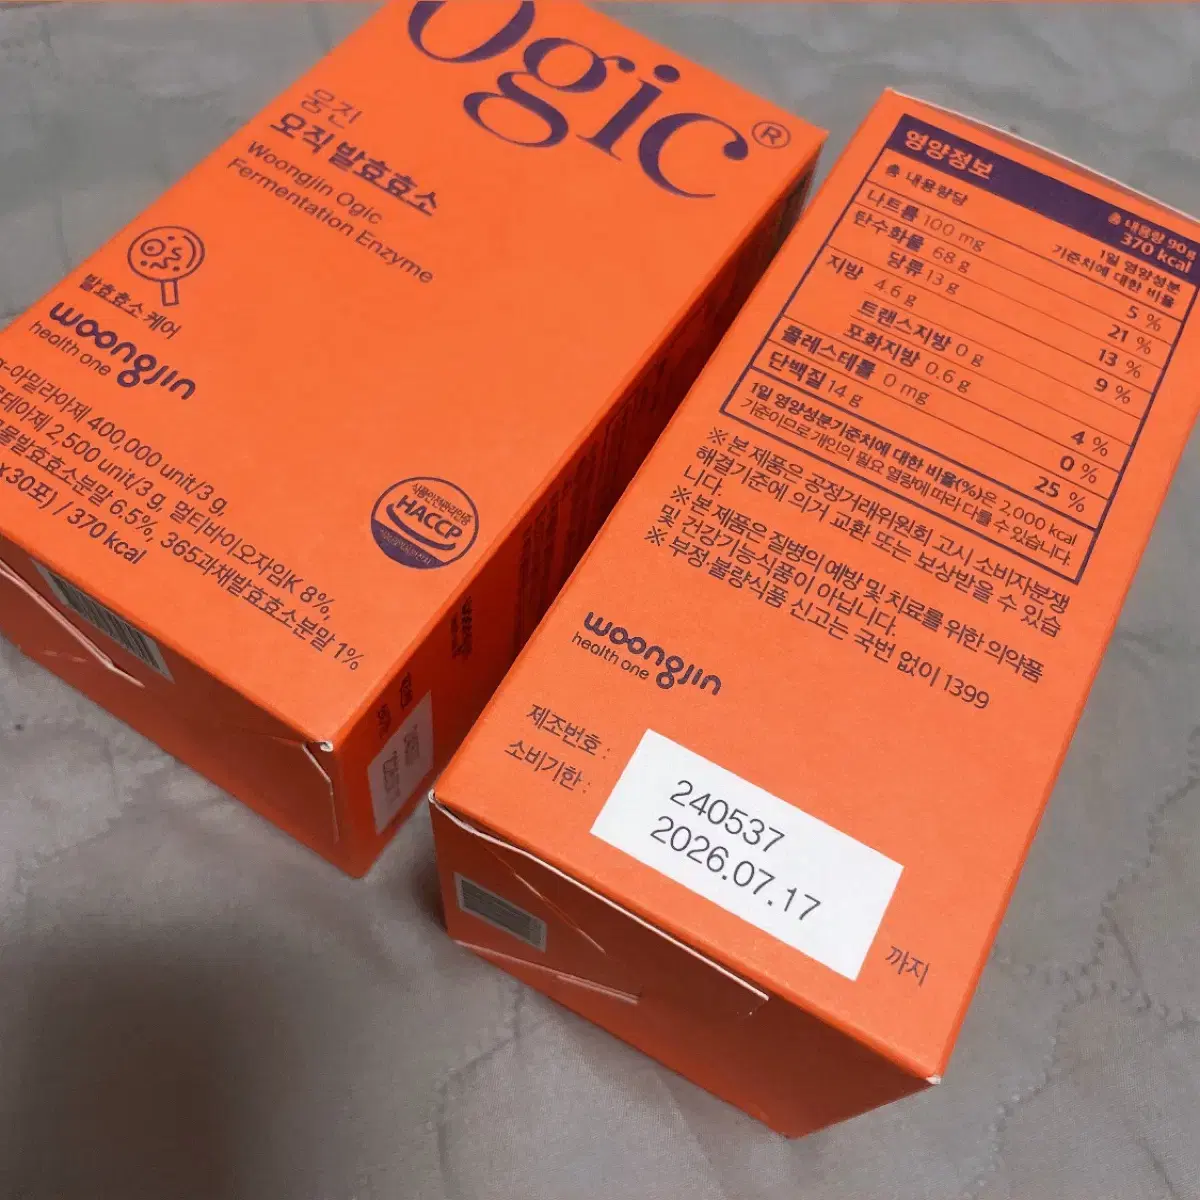 Ogic®
웅진
오직 발효효소
Woongjin Ogic
Fermentation Enzyme
발효효소 케어
woongjin
health one
아밀라아제 400,000 unit/3 g,
테아제 2,500 unit/3 g, 멀티바이오자임K 8%,
물발효효소분말 6.5%, 365과채발효효소분말 1%
x30포) / 370 kcal
식품안전관리인증
HACCP
영양정보
총 내용량 90g
370 kcal
총 내용량당
1일 영양성분
기준치에 대한 비율
나트륨 100 mg 5 %
탄수화물 68 g 21 %
당류 13 g 13 %
지방 4.6 g 9 %
트랜스지방 0 g
포화지방 0.6 g 4 %
콜레스테롤 0 mg 0 %
단백질 14 g 25 %
1일 영양성분기준치에 대한 비율(%)은 2,000 kcal
기준이므로 개인의 필요 열량에 따라 다를 수 있습니다.
※ 본 제품은 공정거래위원회 고시 소비자분쟁
해결기준에 의거 교환 또는 보상받을 수 있습
니다.
※ 본 제품은 질병의 예방 및 치료를 위한 의약품
및 건강기능식품이 아닙니다.
※ 부정·불량식품 신고는 국번 없이 1399
woongjin
health one
제조번호 : 240537
소비기한 : 2026.07.17 까지